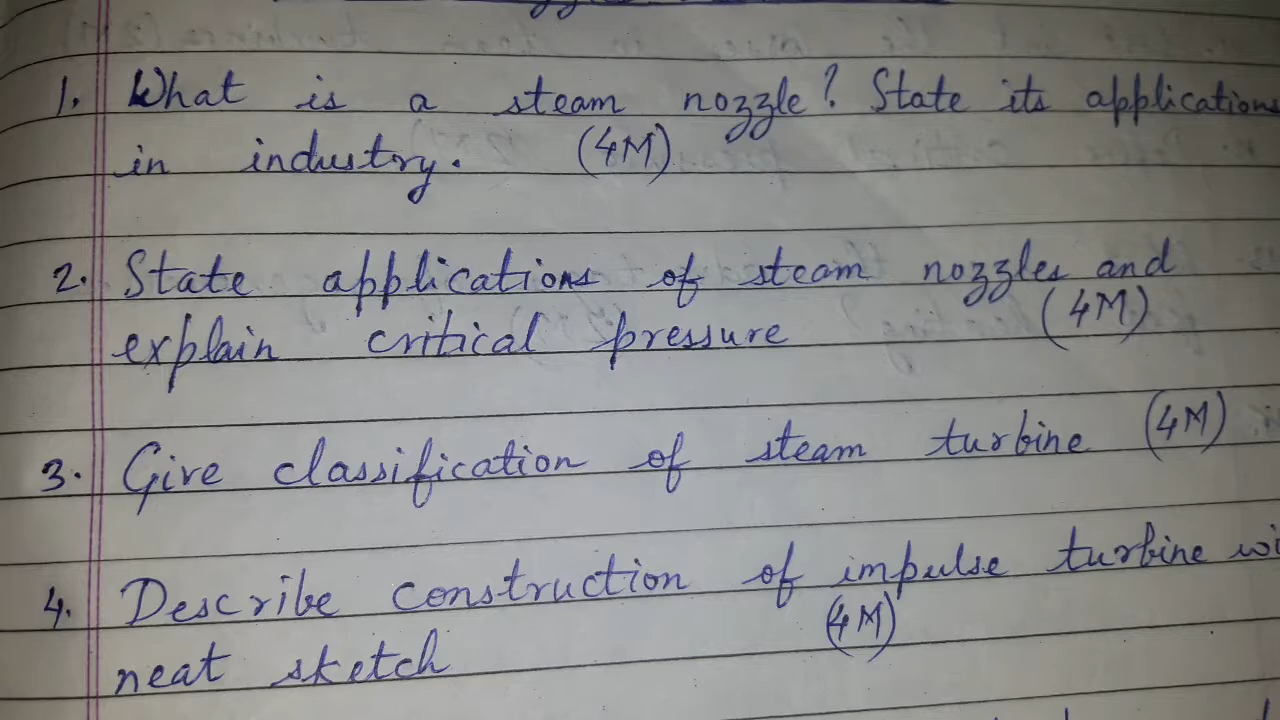 1. What is a steam nozzle? State its applications
in industry. (4M)
2. State applications of steam nozzles and
explain critical pressure (4M)
3. Give classification of steam turbine (4M)
4. Describe construction of impulse turbine wi
neat sketch (4M)